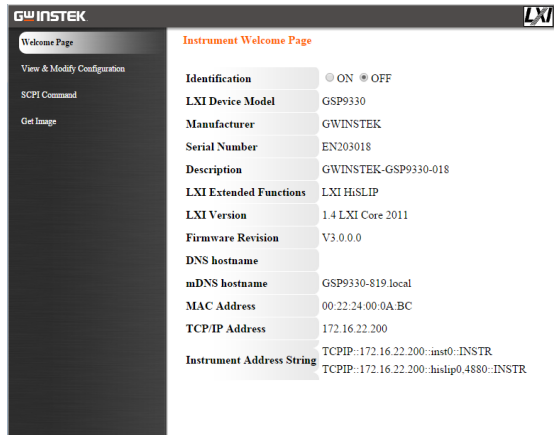 GWINSTEK
LXI
Welcome Page
View & Modify Configuration
SCPI Command
Get Image
Instrument Welcome Page
Identification ON OFF
LXI Device Model GSP9330
Manufacturer GWINSTEK
Serial Number EN203018
Description GWINSTEK-GSP9330-018
LXI Extended Functions LXI HiSLIP
LXI Version 1.4 LXI Core 2011
Firmware Revision V3.0.0.0
DNS hostname
mDNS hostname GSP9330-819.local
MAC Address 00:22:24:00:0A:BC
TCP/IP Address 172.16.22.200
Instrument Address String TCPIP::172.16.22.200::inst0::INSTR
TCPIP::172.16.22.200::hislip0,4880::INSTR